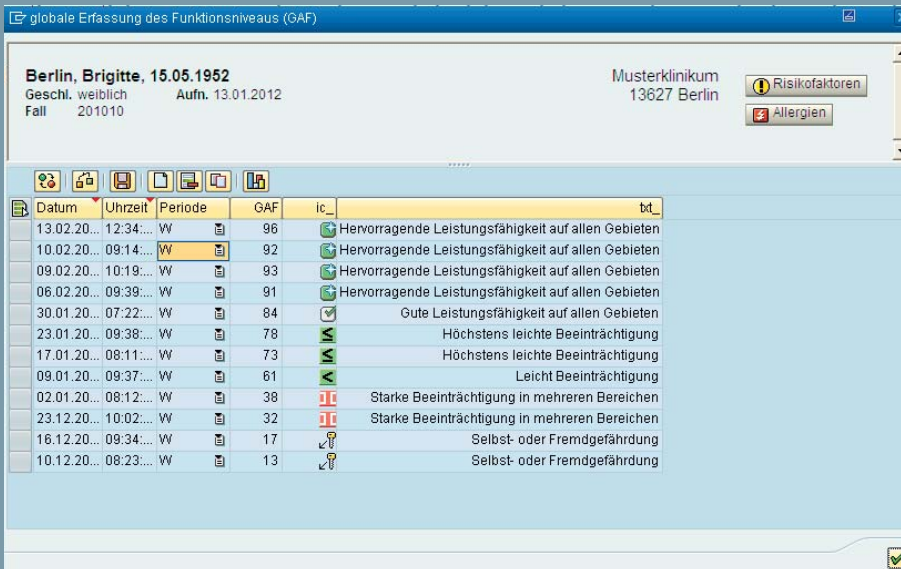 globale Erfassung des Funktionsniveaus (GAF)
Berlin, Brigitte, 15.05.1952
Geschl. weiblich Aufn. 13.01.2012
Fall 201010
Musterklinikum
13627 Berlin
Risikofaktoren
Allergien
Datum Uhrzeit Periode GAF ic_ txt_
13.02.20... 12:34:... W 96 Hervorragende Leistungsfähigkeit auf allen Gebieten
10.02.20... 09:14:... W 92 Hervorragende Leistungsfähigkeit auf allen Gebieten
09.02.20... 10:19:... W 93 Hervorragende Leistungsfähigkeit auf allen Gebieten
06.02.20... 09:39:... W 91 Hervorragende Leistungsfähigkeit auf allen Gebieten
30.01.20... 07:22:... W 84 Gute Leistungsfähigkeit auf allen Gebieten
23.01.20... 09:38:... W 78 Höchstens leichte Beeinträchtigung
17.01.20... 08:11:... W 73 Höchstens leichte Beeinträchtigung
09.01.20... 09:37:... W 61 Leicht Beeinträchtigung
02.01.20... 08:12:... W 38 Starke Beeinträchtigung in mehreren Bereichen
23.12.20... 10:02:... W 32 Starke Beeinträchtigung in mehreren Bereichen
16.12.20... 09:34:... W 17 Selbst- oder Fremdgefährdung
10.12.20... 08:23:... W 13 Selbst- oder Fremdgefährdung